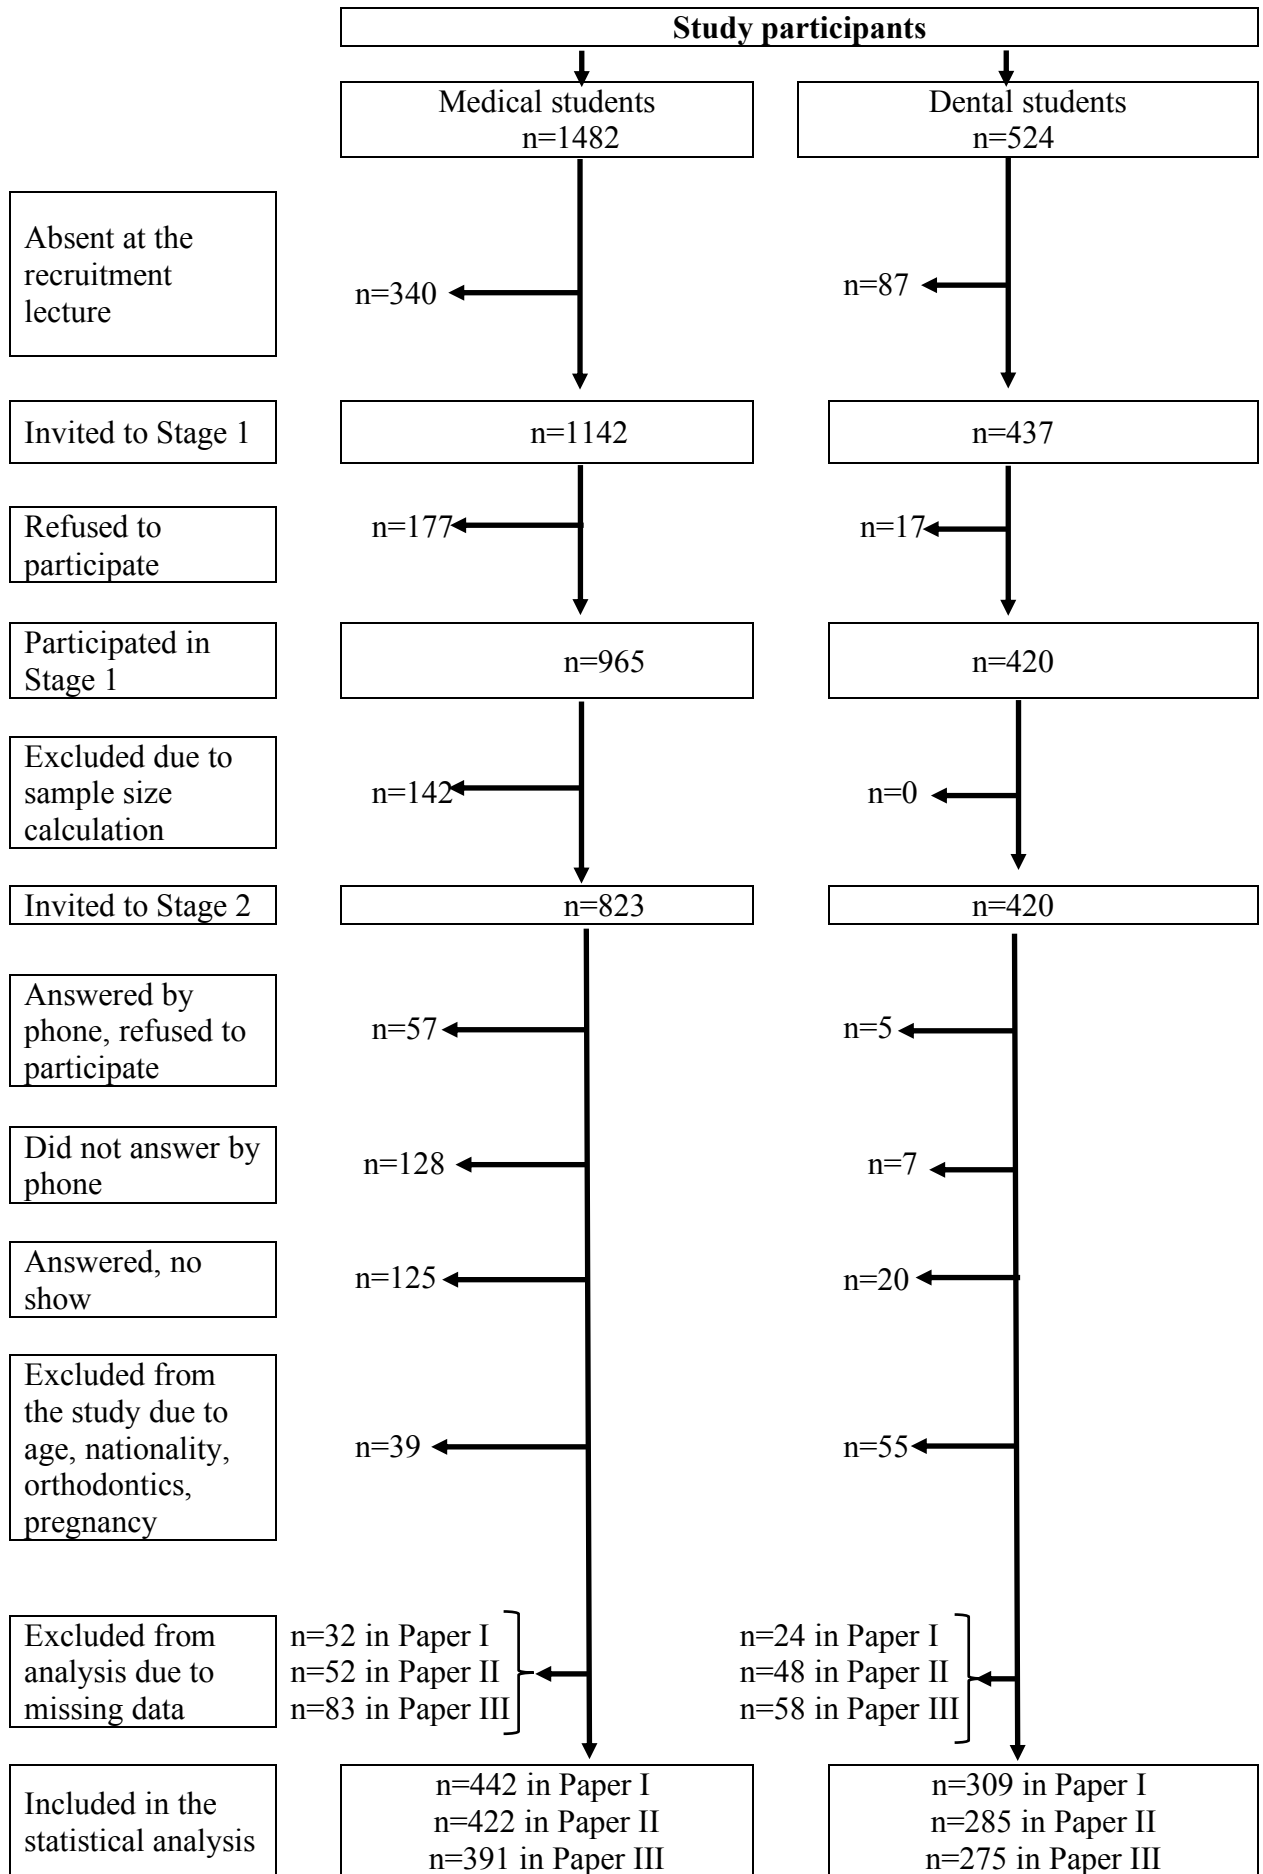 Study participants
Medical students
n=1482
Dental students
n=524
Absent at the
recruitment
lecture
n=340
n=87
Invited to Stage 1
n=1142
n=437
Refused to
participate
n=177
n=17
Participated in
Stage 1
n=965
n=420
Excluded due to
sample size
calculation
n=142
n=0
Invited to Stage 2
n=823
n=420
Answered by
phone, refused to
participate
n=57
n=5
Did not answer by
phone
n=128
n=7
Answered, no
show
n=125
n=20
Excluded from
the study due to
age, nationality,
orthodontics,
pregnancy
n=39
n=55
Excluded from
analysis due to
missing data
n=32 in Paper I
n=52 in Paper II
n=83 in Paper III
n=24 in Paper I
n=48 in Paper II
n=58 in Paper III
Included in the
statistical analysis
n=442 in Paper I
n=422 in Paper II
n=391 in Paper III
n=309 in Paper I
n=285 in Paper II
n=275 in Paper III